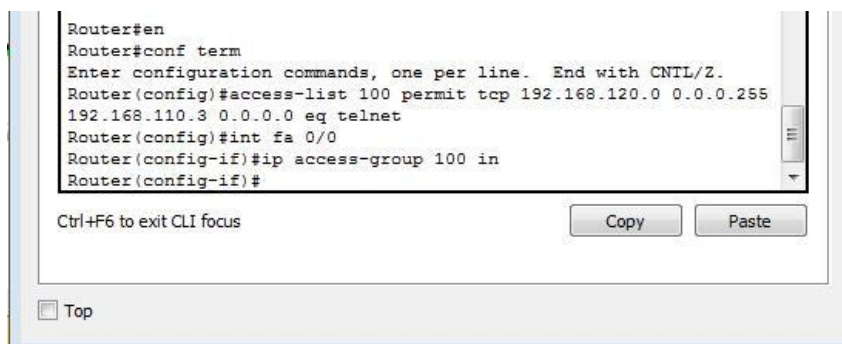 Router#en
Router#conf term
Enter configuration commands, one per line.  End with CNTL/Z.
Router(config)#access-list 100 permit tcp 192.168.120.0 0.0.0.255
192.168.110.3 0.0.0.0 eq telnet
Router(config)#int fa 0/0
Router(config-if)#ip access-group 100 in
Router(config-if)#
Ctrl+F6 to exit CLI focus
Copy
Paste
Top